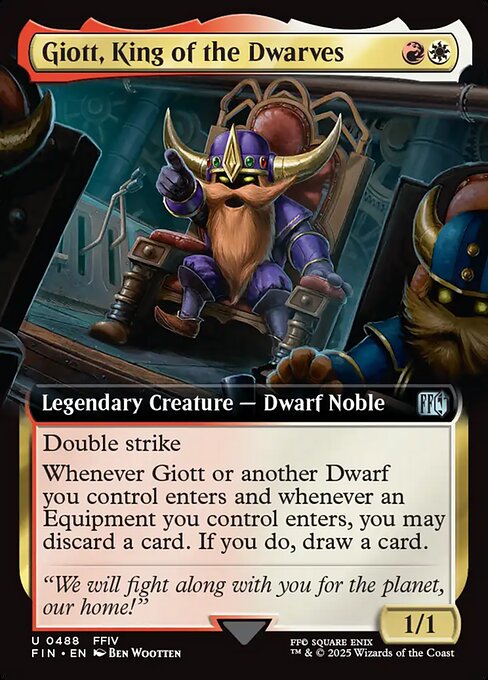 Giott, King of the Dwarves
Legendary Creature — Dwarf Noble
Double strike
Whenever Giott or another Dwarf
you control enters and whenever an
Equipment you control enters, you may
discard a card. If you do, draw a card.
“We will fight along with you for the planet,
our home!”
1/1
U 0488 FFIV
FIN • EN Ben Wootten
FF© SQUARE ENIX
™ & © 2025 Wizards of the Coast